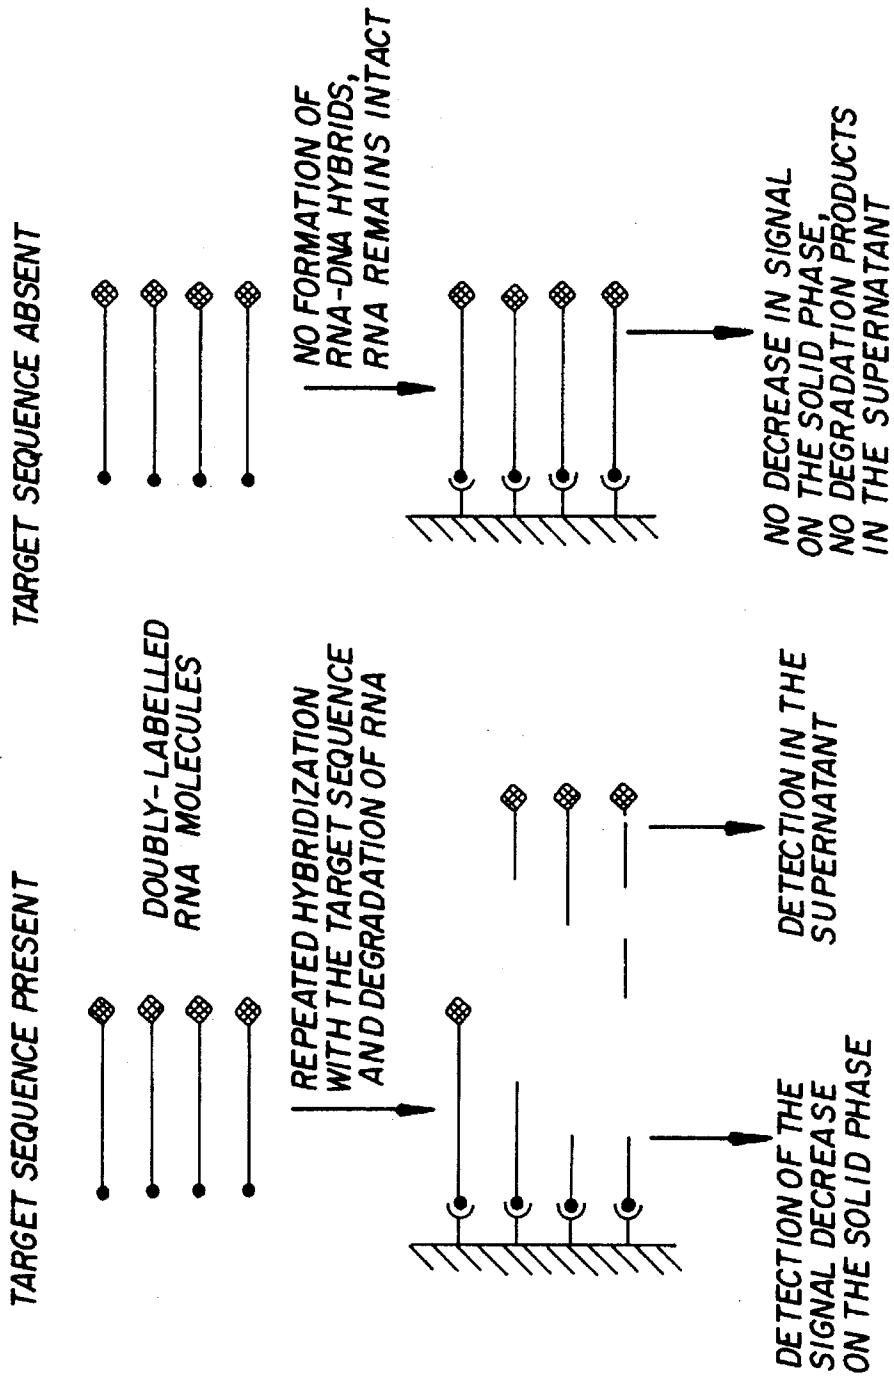 TARGET SEQUENCE PRESENT
TARGET SEQUENCE ABSENT
DOUBLY-LABELLED
RNA MOLECULES
REPEATED HYBRIDIZATION
WITH THE TARGET SEQUENCE
AND DEGRADATION OF RNA
NO FORMATION OF
RNA-DNA HYBRIDS,
RNA REMAINS INTACT
DETECTION OF THE
SIGNAL DECREASE
ON THE SOLID PHASE
DETECTION IN THE
SUPERNATANT
NO DECREASE IN SIGNAL
ON THE SOLID PHASE,
NO DEGRADATION PRODUCTS
IN THE SUPERNATANT